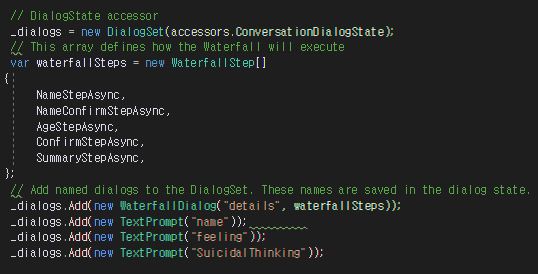 // DialogState accessor
_dialogs = new DialogSet(accessors.ConversationDialogState);
// This array defines how the Waterfall will execute
var waterfallSteps = new WaterfallStep[]
{
NameStepAsync,
NameConfirmStepAsync,
AgeStepAsync,
ConfirmStepAsync,
SummaryStepAsync,
};
// Add named dialogs to the DialogSet. These names are saved in the dialog state.
_dialogs.Add(new WaterfallDialog("details", waterfallSteps));
_dialogs.Add(new TextPrompt("name"));
_dialogs.Add(new TextPrompt("feeling"));
_dialogs.Add(new TextPrompt("SuicidalThinking"));